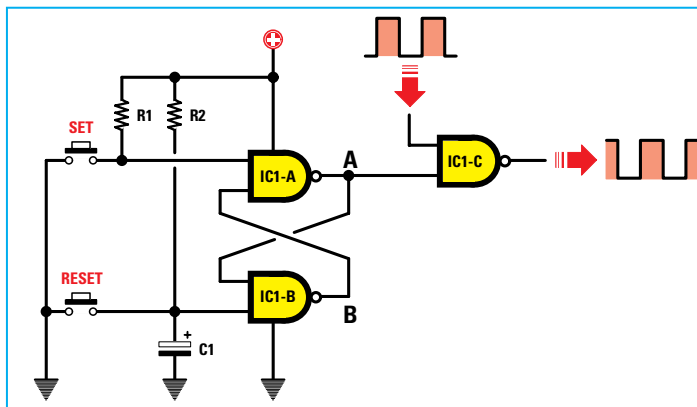 SET
R1
R2
IC1-A
A
IC1-C
RESET
IC1-B
B
+
C1